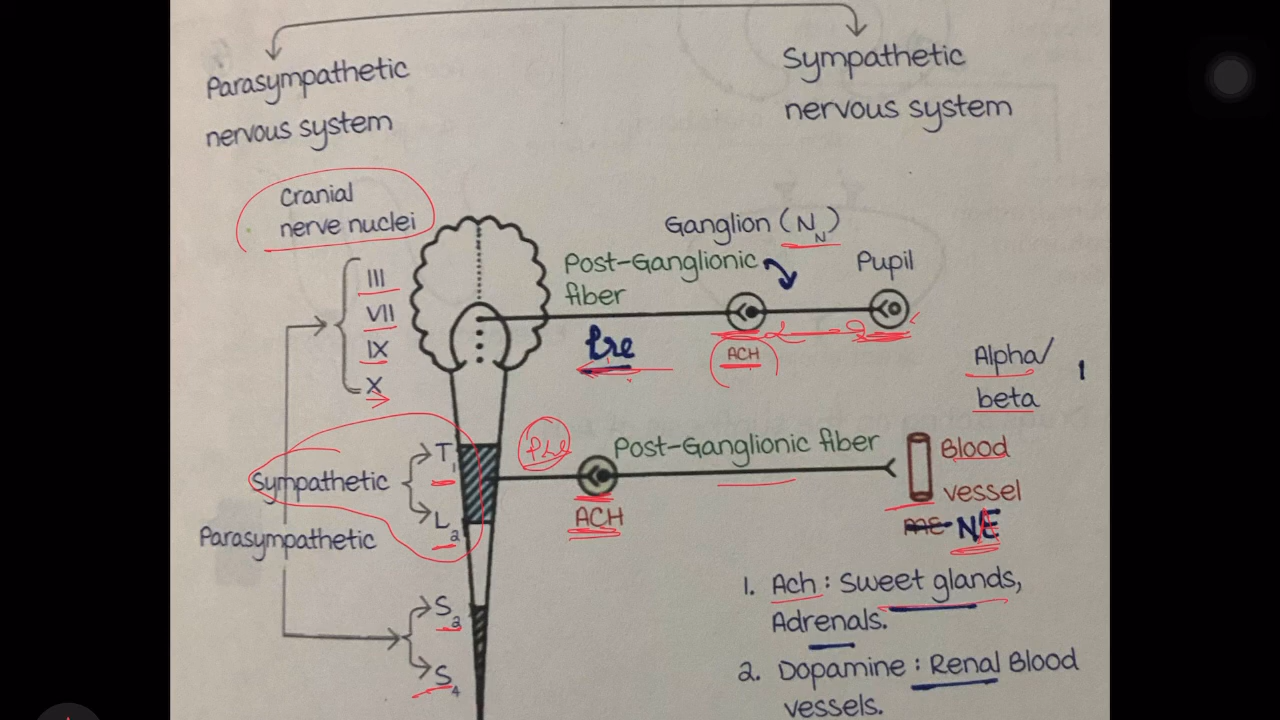 Parasympathetic
nervous system
Sympathetic
nervous system
Cranial
nerve nuclei
III
VII
IX
X
Ganglion (N_N)
Post-Ganglionic
fiber
Pre
Pupil
ACH
Alpha/
beta
1
Sympathetic
T1
L2
Pre
Post-Ganglionic fiber
ACH
Blood
vessel
NE
Parasympathetic
S2
S4
1. Ach : Sweet glands,
Adrenals.
2. Dopamine : Renal Blood
vessels.